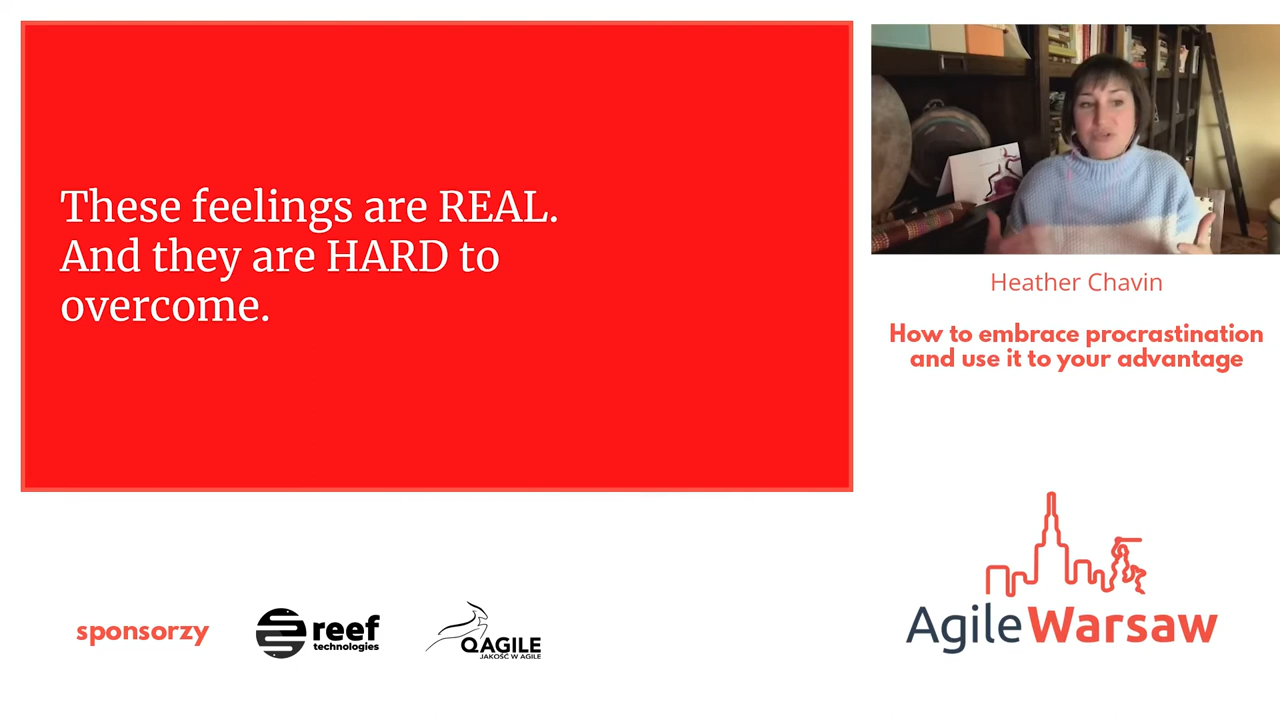 These feelings are REAL.
And they are HARD to
overcome.
Heather Chavin
How to embrace procrastination
and use it to your advantage
sponsorzy
reef
technologies
QAGILE
JAKOŚĆ W AGILE
AgileWarsaw